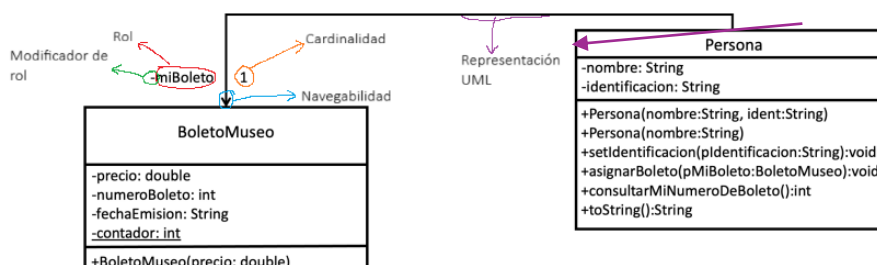 Rol
Modificador de
rol
-miBoleto
1
Cardinalidad
Navegabilidad
Representación
UML
BoletoMuseo
-precio: double
-numeroBoleto: int
-fechaEmision: String
-contador: int
+BoletoMuseo(precio: double)
Persona
-nombre: String
-identificacion: String
+Persona(nombre:String, ident:String)
+Persona(nombre:String)
+setIdentificacion(pIdentificacion:String):void
+asignarBoleto(pMiBoleto:BoletoMuseo):void
+consultarMiNumeroDeBoleto():int
+toString():String